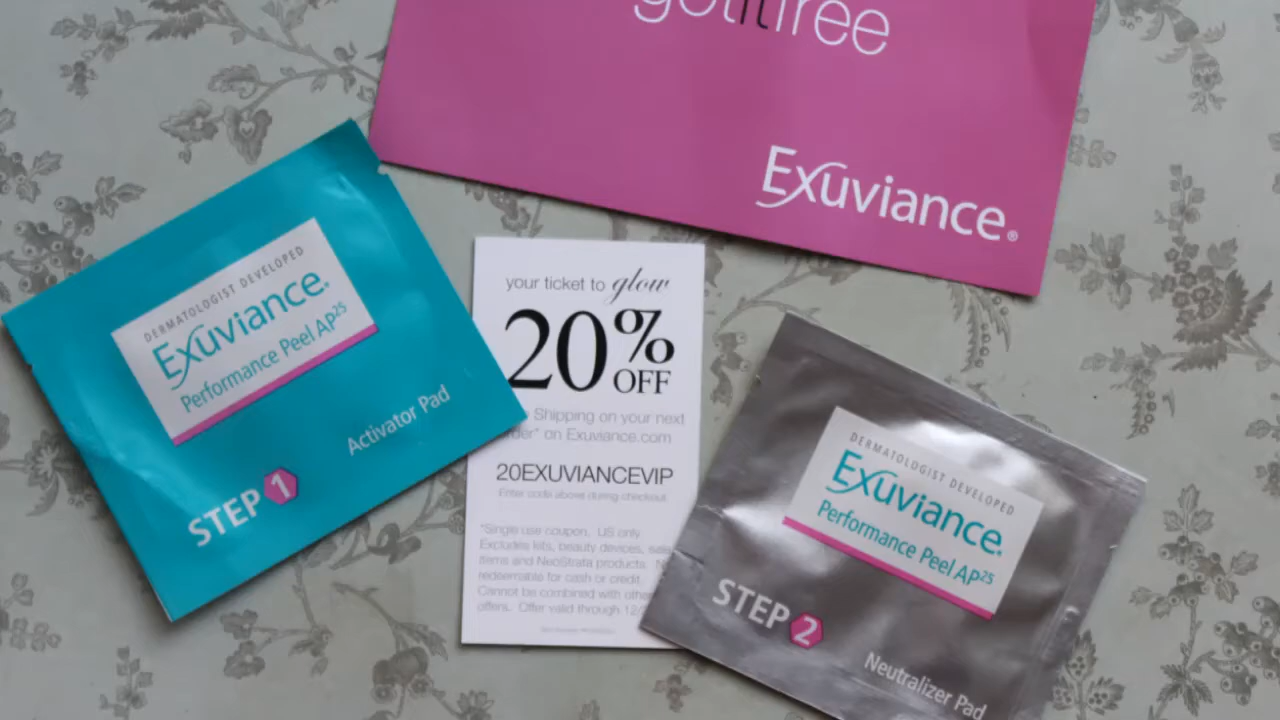 getitfree
Exuviance®
DERMATOLOGIST DEVELOPED
Exuviance®
Performance Peel AP25
Activator Pad
STEP 1
your ticket to glow
20%
OFF
Shipping on your next
on Exuviance.com
20EXUVIANCEVIP
Enter code above during checkout.
*Single use coupon, US only
Excludes kits, beauty devices, sale
items and NeoStrata products.
redeemable for cash or credit.
Cannot be combined with other
offers. Offer valid through 12/
DERMATOLOGIST DEVELOPED
Exuviance®
Performance Peel AP25
STEP 2
Neutralizer Pad